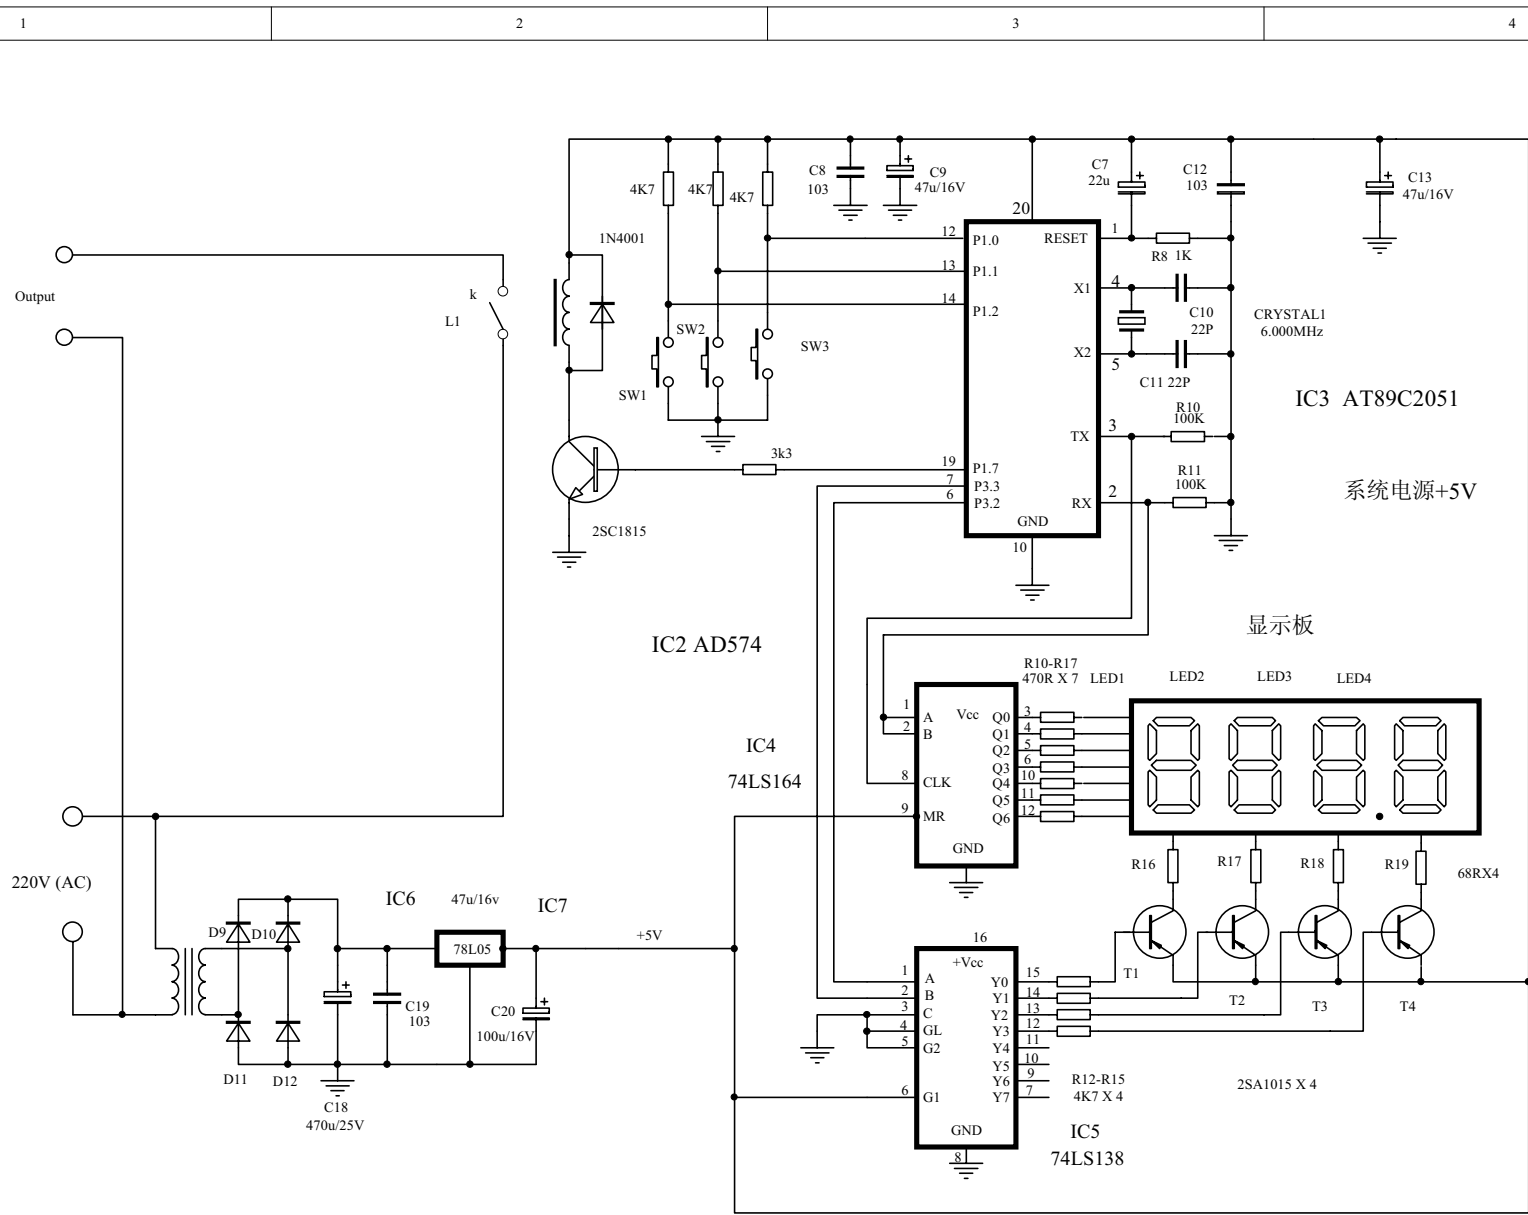 1 2 3 4
4K7 4K7 4K7
C8
103
C9
47u/16V
C7
22u
C12
103
C13
47u/16V
1N4001
20
12 P1.0 RESET 1
R8 1K
13 P1.1
14 P1.2
X1 4
C10
22P
CRYSTAL1
6.000MHz
X2
5
C11 22P
Output
k
L1
SW2
SW3
SW1
IC3 AT89C2051
R10
100K
TX 3
3k3
19 P1.7
7 P3.3
6 P3.2
R11
100K
RX 2
系统电源+5V
GND
10
2SC1815
显示板
IC2 AD574
R10-R17
470R X 7
LED1 LED2 LED3 LED4
1 A Vcc Q0 3
2 B Q1 4
Q2 5
Q3 6
8 CLK Q4 10
Q5 11
9 MR Q6 12
GND
IC4
74LS164
R16 R17 R18 R19
68RX4
220V (AC)
IC6
47u/16v
IC7
D9 D10
78L05
+5V
16
+Vcc
1 A Y0 15
2 B Y1 14
3 C Y2 13
4 GL Y3 12
5 G2 Y4 11
Y5 10
Y6 9
6 G1 Y7 7
GND
8
T1 T2 T3 T4
C19
103
C20
100u/16V
D11 D12
C18
470u/25V
R12-R15
4K7 X 4
2SA1015 X 4
IC5
74LS138